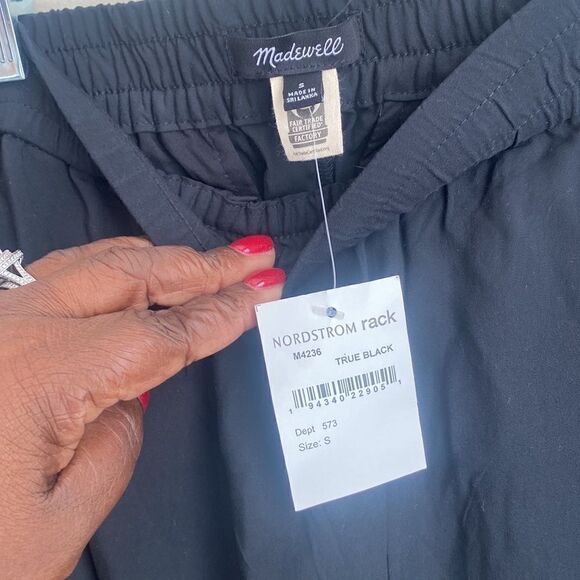 Madewell
S
MADE IN
SRI LANKA
FAIR TRADE
CERTIFIED
FACTORY
NORDSTROM rack
M4236 TRUE BLACK
1 94340 22905 1
Dept 573
Size: S